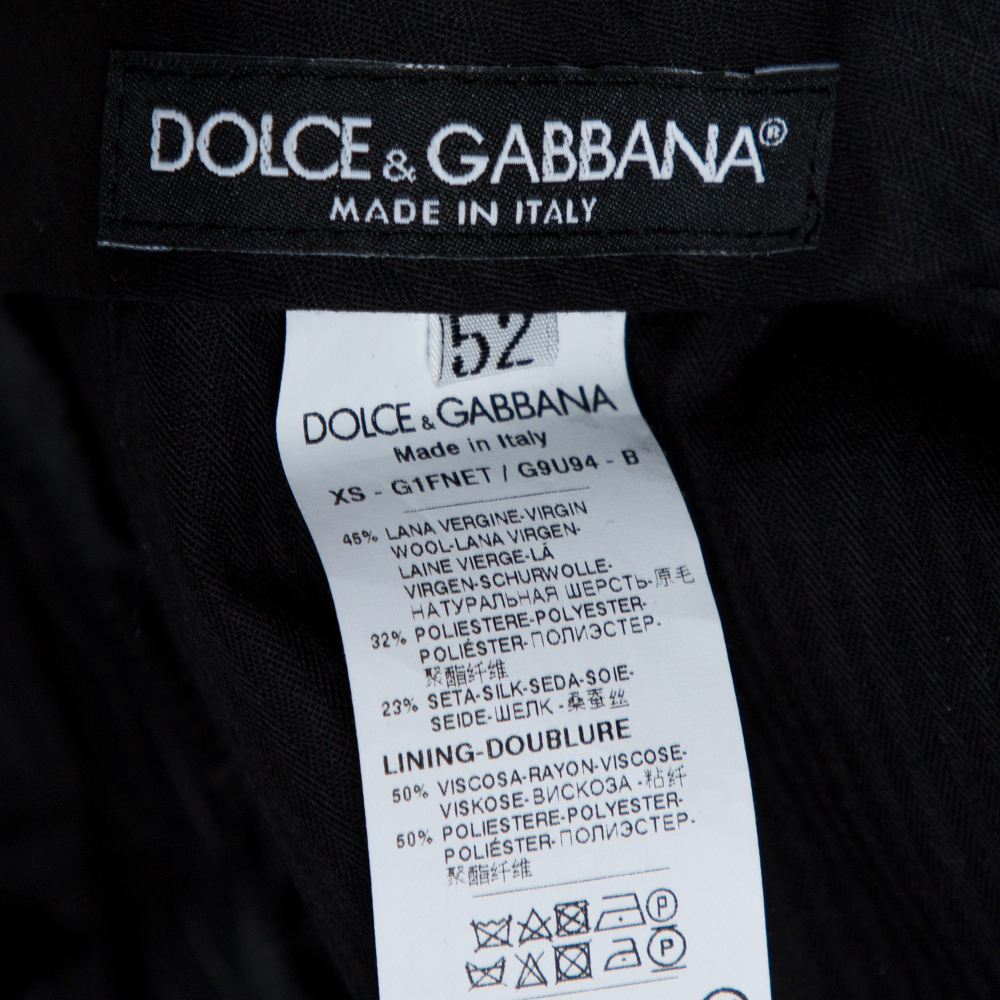 DOLCE & GABBANA®
MADE IN ITALY
52
DOLCE & GABBANA
Made in Italy
XS - G1FNET / G9U94 - B
45% LANA VERGINE-VIRGIN
WOOL-LANA VIRGEN-
LAINE VIERGE-LÃ
VIRGEN-SCHURWOLLE-
НАТУРАЛЬНАЯ ШЕРСТЬ-原毛
32% POLIESTERE-POLYESTER-
POLIÉSTER-ПОЛИЭСТЕР-
聚酯纤维
23% SETA-SILK-SEDA-SOIE-
SEIDE-ШЕЛК -桑蚕丝
LINING-DOUBLURE
50% VISCOSA-RAYON-VISCOSE-
VISKOSE-ВИСКОЗА -粘纤
50% POLIESTERE-POLYESTER-
POLIÉSTER-ПОЛИЭСТЕР-
聚酯纤维
P
P